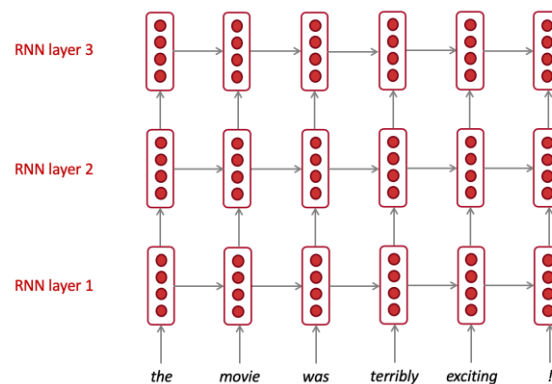 RNN layer 3
RNN layer 2
RNN layer 1
the movie was terribly exciting !